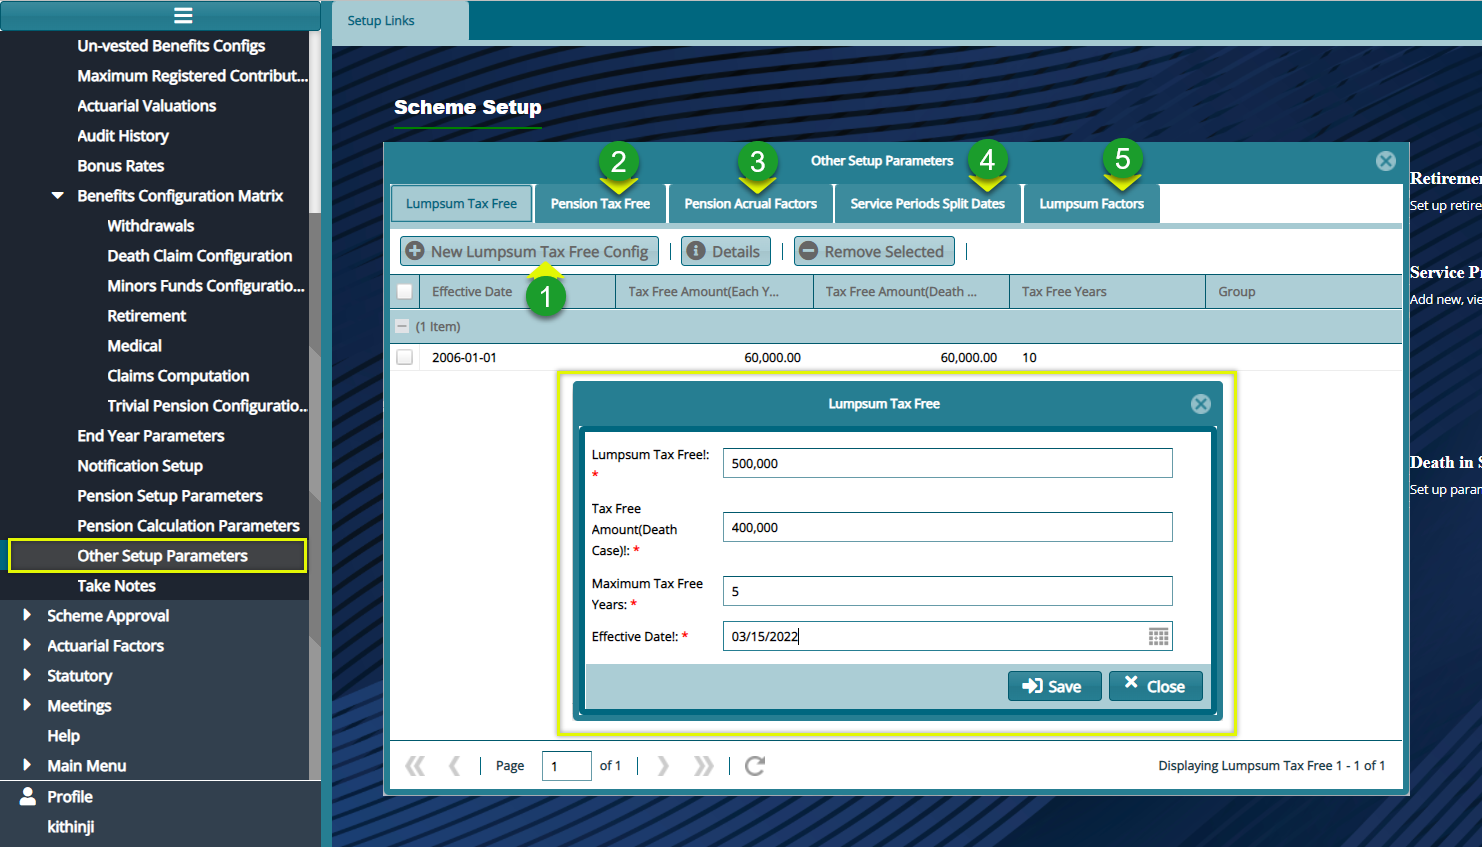 Setup Links
Un-vested Benefits Configs
Maximum Registered Contribut...
Actuarial Valuations
Audit History
Bonus Rates
Benefits Configuration Matrix
Withdrawals
Death Claim Configuration
Minors Funds Configuratio...
Retirement
Medical
Claims Computation
Trivial Pension Configuratio...
End Year Parameters
Notification Setup
Pension Setup Parameters
Pension Calculation Parameters
Other Setup Parameters
Take Notes
Scheme Approval
Actuarial Factors
Statutory
Meetings
Help
Main Menu
Profile
kithinji
Scheme Setup
Other Setup Parameters
2 3 4 5
Lumpsum Tax Free Pension Tax Free Pension Acrual Factors Service Periods Split Dates Lumpsum Factors
New Lumpsum Tax Free Config Details Remove Selected
1
Effective Date Tax Free Amount(Each Y... Tax Free Amount(Death ... Tax Free Years Group
(1 Item)
2006-01-01 60,000.00 60,000.00 10
Lumpsum Tax Free
Lumpsum Tax Free!: * 500,000
Tax Free
Amount(Death
Case)!: * 400,000
Maximum Tax Free
Years: * 5
Effective Date!: * 03/15/2022
Save Close
Page 1 of 1 Displaying Lumpsum Tax Free 1 - 1 of 1
Retiremen
Set up retire
Service P
Add new, vie
Death in S
Set up paran